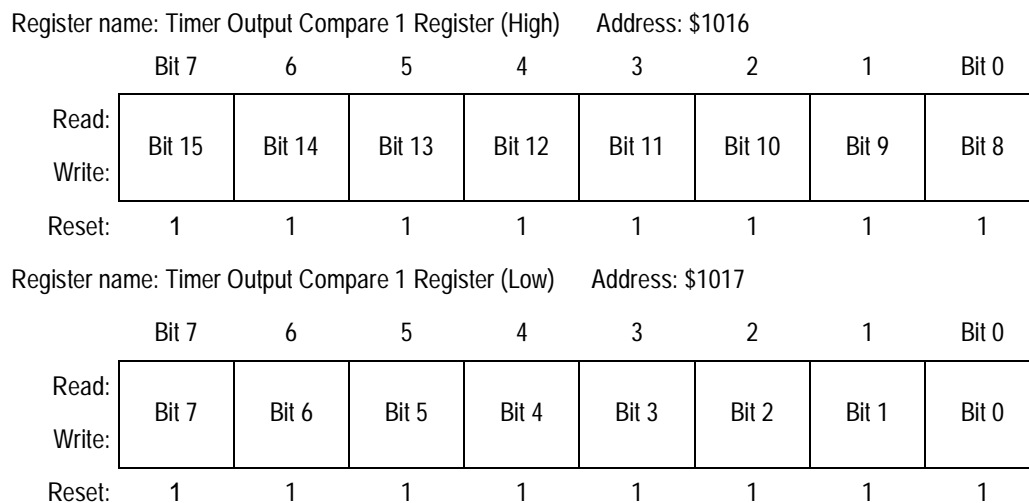 Register name: Timer Output Compare 1 Register (High) Address: $1016
Bit 7 6 5 4 3 2 1 Bit 0
Read:
Bit 15 Bit 14 Bit 13 Bit 12 Bit 11 Bit 10 Bit 9 Bit 8
Write:
Reset: 1 1 1 1 1 1 1 1
Register name: Timer Output Compare 1 Register (Low) Address: $1017
Bit 7 6 5 4 3 2 1 Bit 0
Read:
Bit 7 Bit 6 Bit 5 Bit 4 Bit 3 Bit 2 Bit 1 Bit 0
Write:
Reset: 1 1 1 1 1 1 1 1